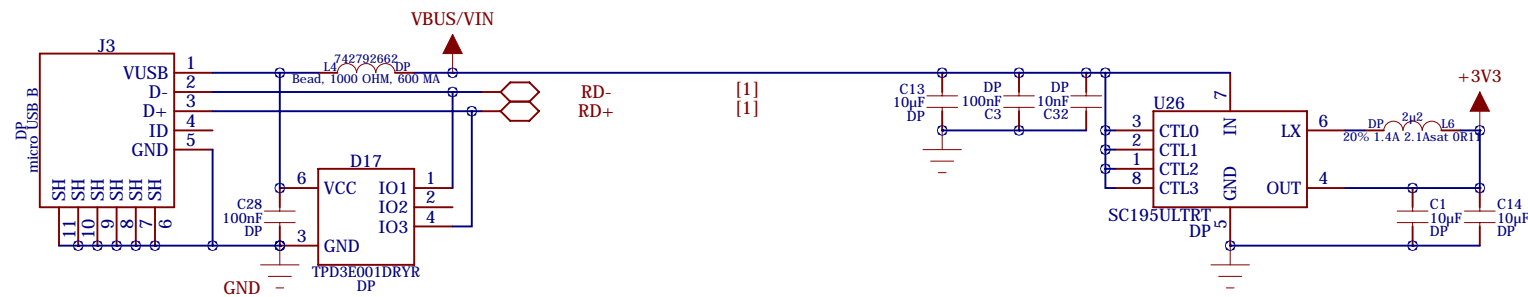 VBUS/VIN
J3
VUSB 1
D- 2
D+ 3
ID 4
GND 5
DP
micro USB B
SH SH SH SH SH SH
11 10 9 8 7 6
L4 742792662 DP
Bead, 1000 OHM, 600 MA
RD- [1]
RD+ [1]
D17
6 VCC IO1 1
IO2 2
IO3 4
3 GND
TPD3E001DRYR
DP
C28
100nF
DP
GND
C13
10µF
DP
DP
100nF
C3
DP
10nF
C32
U26
7 IN
3 CTL0
2 CTL1
1 CTL2
8 CTL3
LX 6
OUT 4
GND 5
SC195ULTRT
DP
+3V3
DP 2µ2 L6
20% 1.4A 2.1Asat 0R11
C1
10µF
DP
C14
10µF
DP